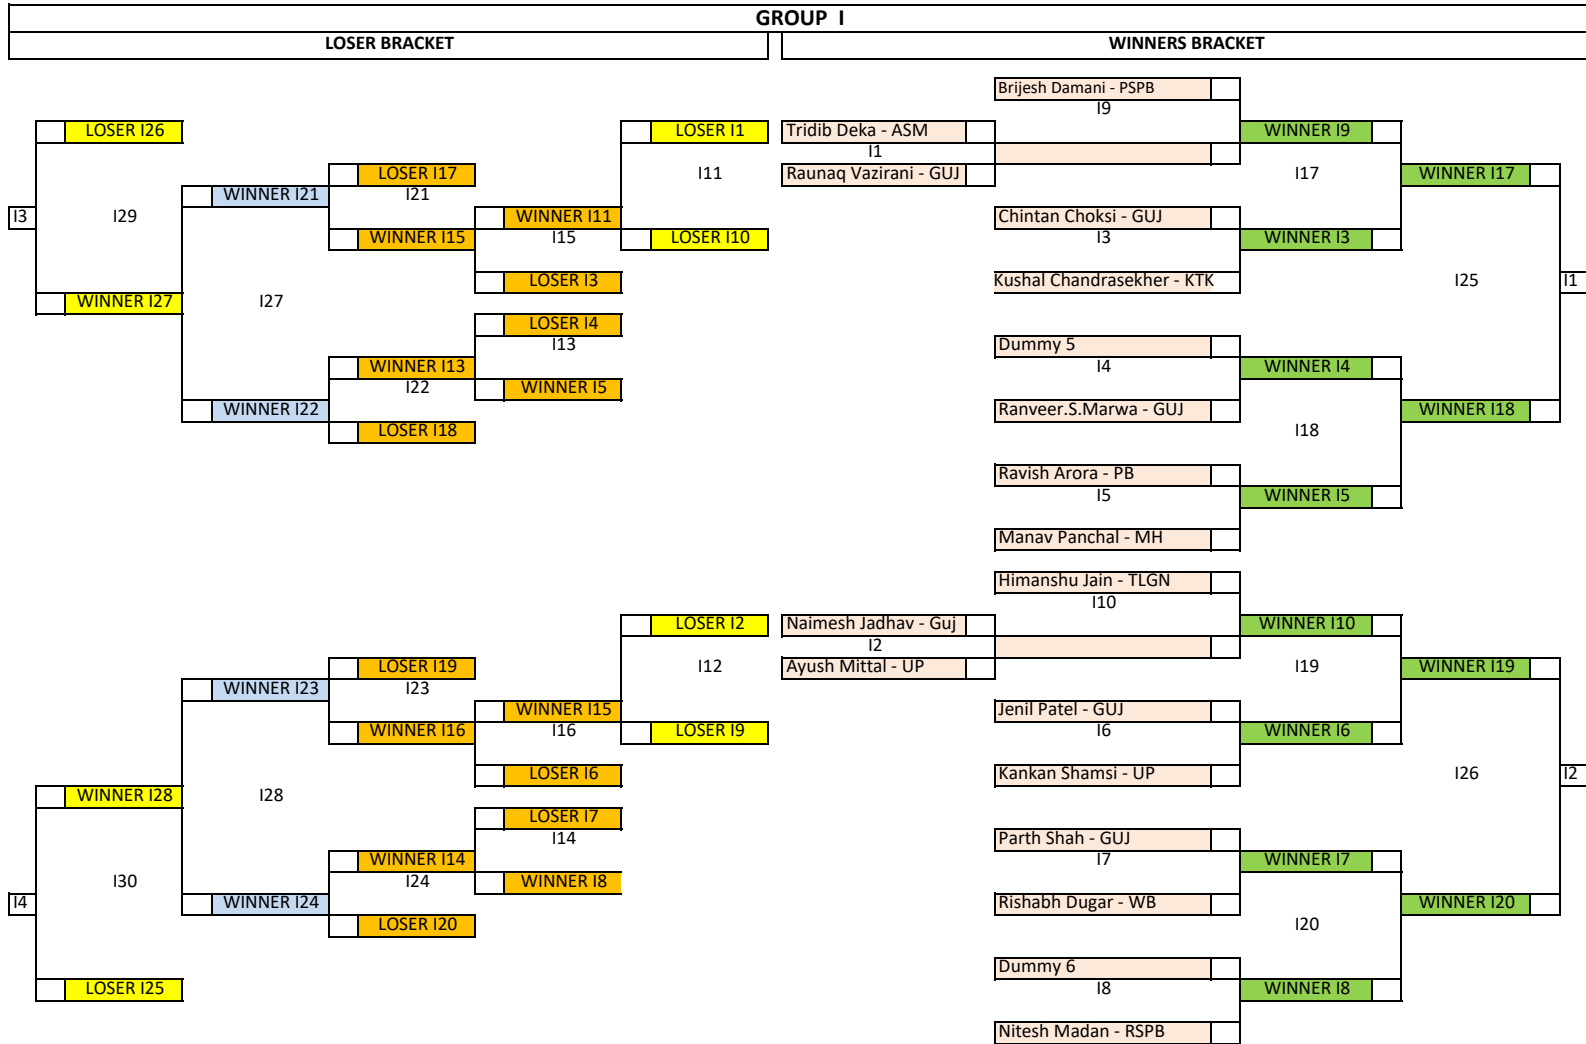 GROUP I
LOSER BRACKET WINNERS BRACKET
Brijesh Damani - PSPB
I9
LOSER I26 LOSER I1 Tridib Deka - ASM WINNER I9
I1
LOSER I17 I11 Raunaq Vazirani - GUJ I17 WINNER I17
WINNER I21 I21
I3 I29 WINNER I11 Chintan Choksi - GUJ
WINNER I15 I15 LOSER I10 I3 WINNER I3
LOSER I3 Kushal Chandrasekher - KTK I25 I1
WINNER I27 I27
LOSER I4
I13 Dummy 5
WINNER I13 I4 WINNER I4
I22 WINNER I5 Ranveer.S.Marwa - GUJ
WINNER I22 WINNER I18
LOSER I18 I18
Ravish Arora - PB
I5 WINNER I5
Manav Panchal - MH
Himanshu Jain - TLGN
I10
LOSER I2 Naimesh Jadhav - Guj WINNER I10
I2
LOSER I19 I12 Ayush Mittal - UP I19 WINNER I19
WINNER I23 I23
WINNER I15 Jenil Patel - GUJ
WINNER I16 I16 LOSER I9 I6 WINNER I6
LOSER I6 Kankan Shamsi - UP I26 I2
WINNER I28 I28
LOSER I7
I14 Parth Shah - GUJ
WINNER I14 I7 WINNER I7
I30 I24 WINNER I8
I4 WINNER I24 Rishabh Dugar - WB WINNER I20
LOSER I20 I20
Dummy 6
LOSER I25 I8 WINNER I8
Nitesh Madan - RSPB